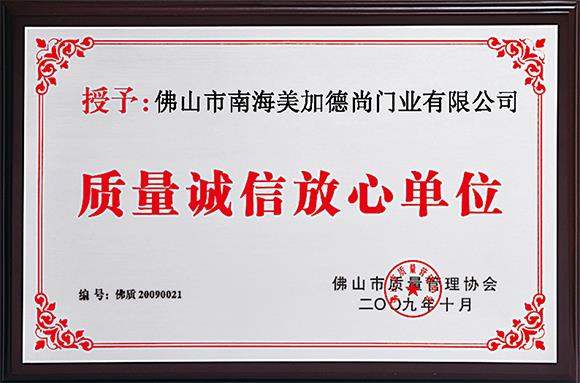 授予：佛山市南海美加德尚门业有限公司
质量诚信放心单位
编号：佛质20090021
佛山市质量管理协会
二〇〇九年十月